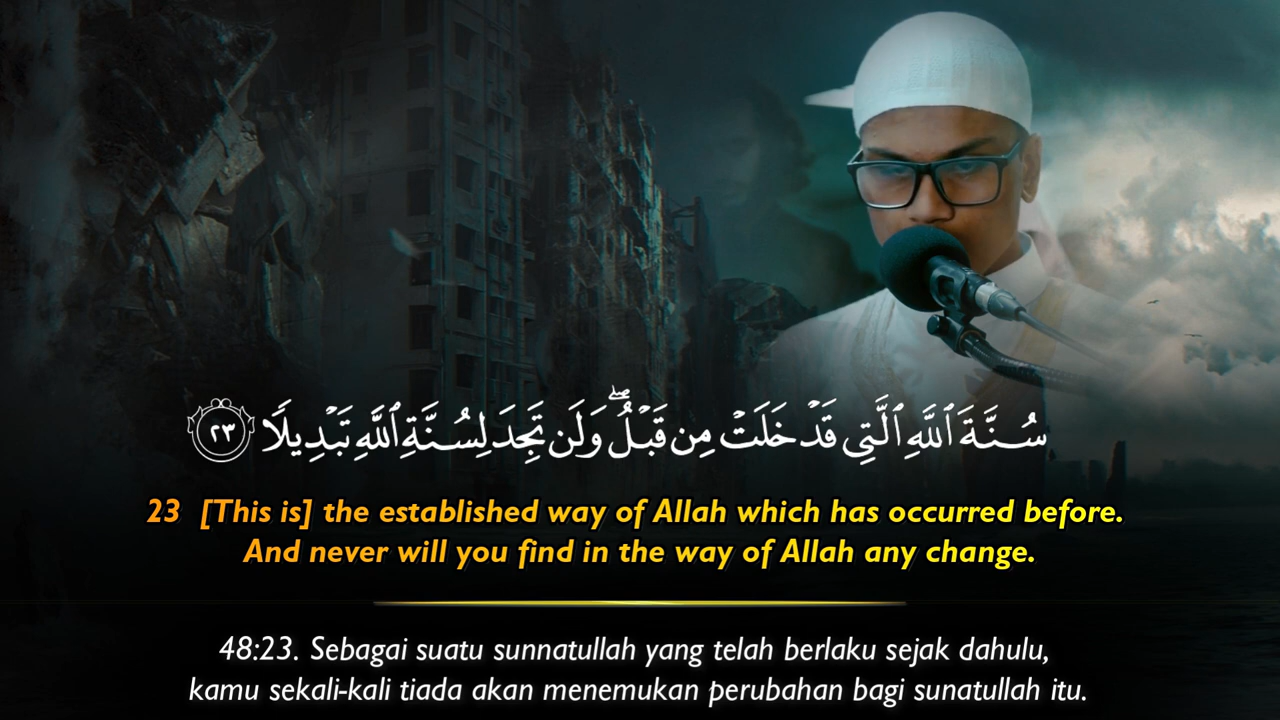 سُنَّةَ ٱللَّهِ ٱلَّتِى قَدْ خَلَتْ مِن قَبْلُ ۖ وَلَن تَجِدَ لِسُنَّةِ ٱللَّهِ تَبْدِيلًا ٢٣
23 [This is] the established way of Allah which has occurred before.
And never will you find in the way of Allah any change.
48:23. Sebagai suatu sunnatullah yang telah berlaku sejak dahulu,
kamu sekali-kali tiada akan menemukan perubahan bagi sunatullah itu.